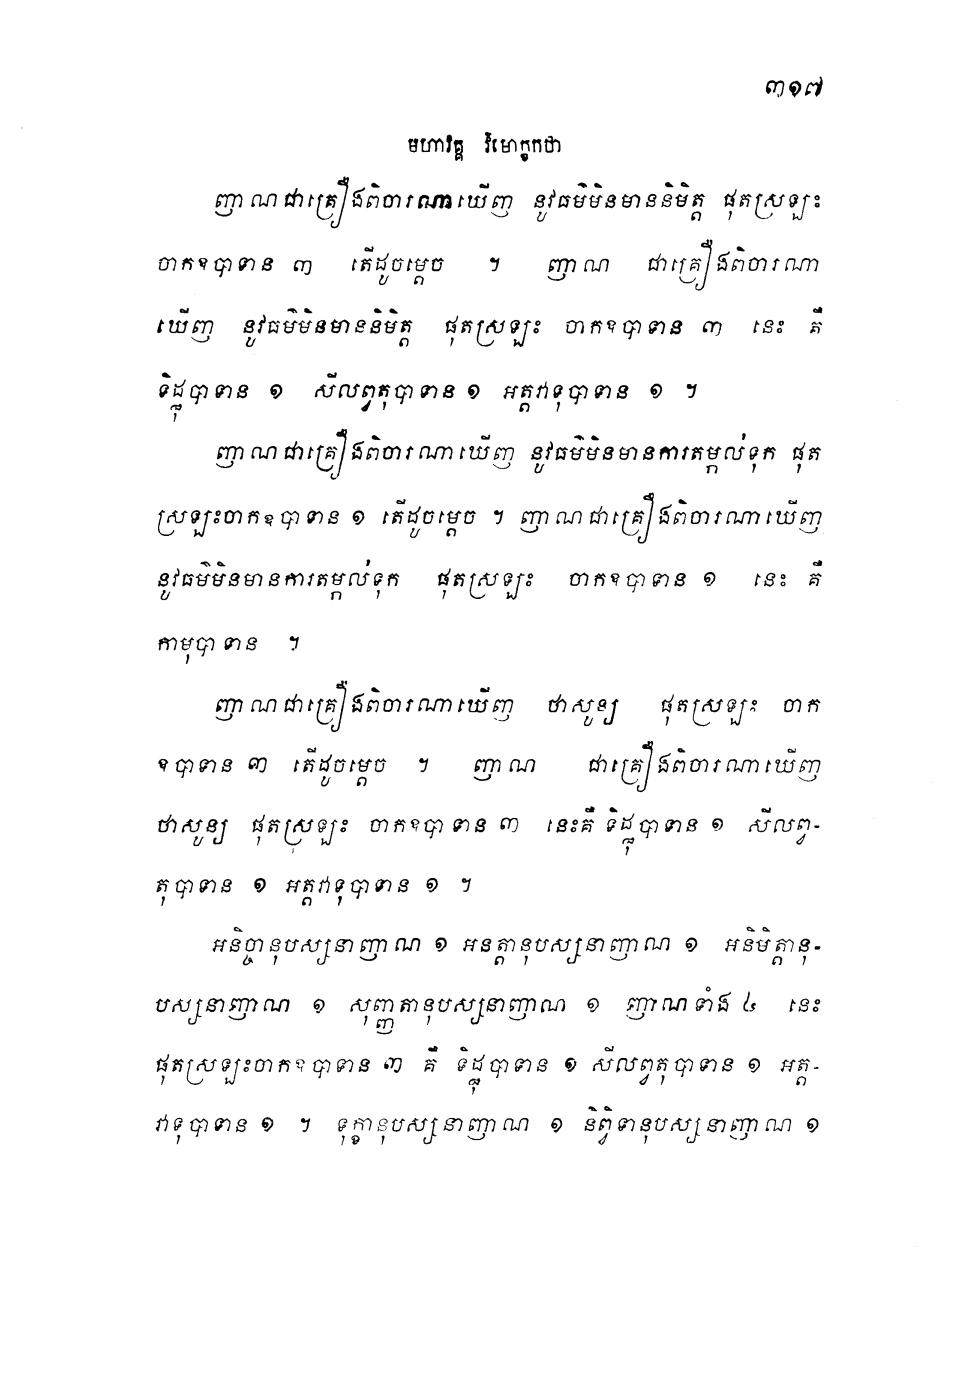 ៣១៧
មហាវគ្គ វិមោក្ខកថា
ញាណជាគ្រឿងពិចារណាឃើញ នូវធម៌មិនមាននិមិត្ត ផុតស្រឡះ
ចាកឧបាទាន ៣ តើដូចម្តេច ។ ញាណ ជាគ្រឿងពិចារណា
ឃើញ នូវធម៌មិនមាននិមិត្ត ផុតស្រឡះ ចាកឧបាទាន ៣ នេះ គឺ
ទិដ្ឋុបាទាន ១ សីលព្វតុបាទាន ១ អត្តវាទុបាទាន ១ ។
ញាណជាគ្រឿងពិចារណាឃើញ នូវធម៌មិនមានការតម្កល់ទុក ផុត
ស្រឡះចាកឧបាទាន ១ តើដូចម្តេច ។ ញាណជាគ្រឿងពិចារណាឃើញ
នូវធម៌មិនមានការតម្កល់ទុក ផុតស្រឡះ ចាកឧបាទាន ១ នេះ គឺ
កាមុបាទាន ។
ញាណជាគ្រឿងពិចារណាឃើញ ថាសូន្យ ផុតស្រឡះ ចាក
ឧបាទាន ៣ តើដូចម្តេច ។ ញាណ ជាគ្រឿងពិចារណាឃើញ
ថាសូន្យ ផុតស្រឡះ ចាកឧបាទាន ៣ នេះគឺ ទិដ្ឋុបាទាន ១ សីលព្វ-
តុបាទាន ១ អត្តវាទុបាទាន ១ ។
អនិច្ចានុបស្សនាញាណ ១ អនត្តានុបស្សនាញាណ ១ អនិមិត្តានុ-
បស្សនាញាណ ១ សុញ្ញតានុបស្សនាញាណ ១ ញាណទាំង ៤ នេះ
ផុតស្រឡះចាកឧបាទាន ៣ គឺ ទិដ្ឋុបាទាន ១ សីលព្វតុបាទាន ១ អត្ត-
វាទុបាទាន ១ ។ ទុក្ខានុបស្សនាញាណ ១ និព្វិទានុបស្សនាញាណ ១